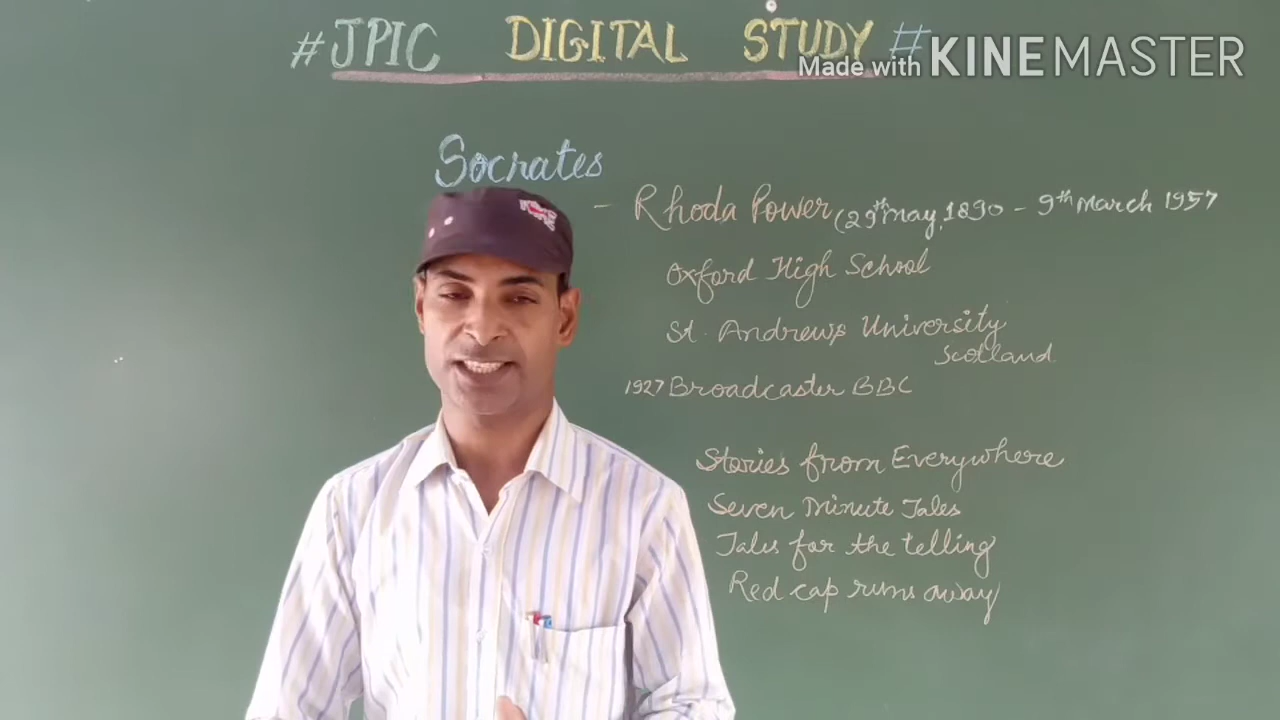 #JPIC DIGITAL STUDY#
Made with KINEMASTER
Socrates
- Rhoda Power (29th May, 1890 - 9th March 1957
Oxford High School
St. Andrews University
Scotland
1927 Broadcaster BBC
Stories from Everywhere
Seven Minute Tales
Tales for the telling
Red cap runs away